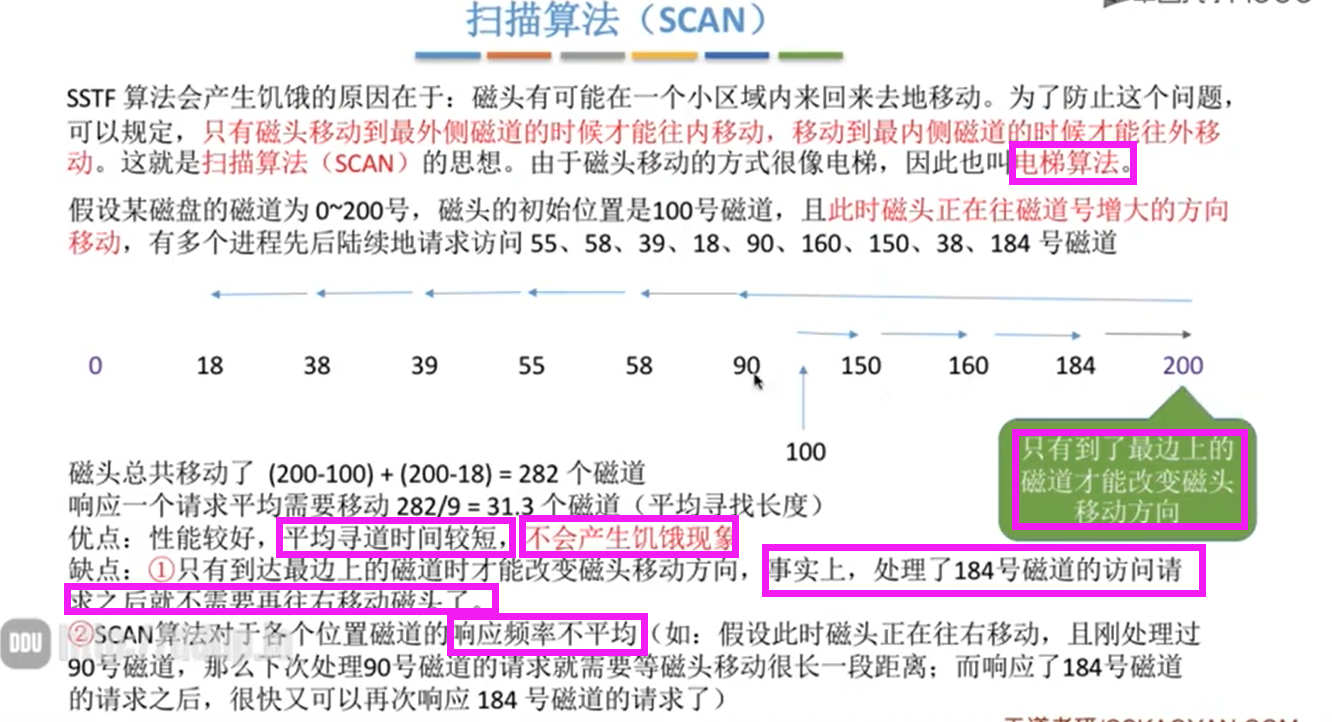 扫描算法（SCAN）
SSTF 算法会产生饥饿的原因在于：磁头有可能在一个小区域内来回来去地移动。为了防止这个问题，
可以规定，只有磁头移动到最外侧磁道的时候才能往内移动，移动到最内侧磁道的时候才能往外移
动。这就是扫描算法（SCAN）的思想。由于磁头移动的方式很像电梯，因此也叫电梯算法。
假设某磁盘的磁道为 0~200号，磁头的初始位置是100号磁道，且此时磁头正在往磁道号增大的方向
移动，有多个进程先后陆续地请求访问 55、58、39、18、90、160、150、38、184 号磁道
0 18 38 39 55 58 90 150 160 184 200
100
只有到了最边上的
磁道才能改变磁头
移动方向
磁头总共移动了 (200-100) + (200-18) = 282 个磁道
响应一个请求平均需要移动 282/9 = 31.3 个磁道（平均寻找长度）
优点：性能较好，平均寻道时间较短，不会产生饥饿现象
缺点：①只有到达最边上的磁道时才能改变磁头移动方向，事实上，处理了184号磁道的访问请
求之后就不需要再往右移动磁头了。
②SCAN算法对于各个位置磁道的响应频率不平均（如：假设此时磁头正在往右移动，且刚处理过
90号磁道，那么下次处理90号磁道的请求就需要等磁头移动很长一段距离；而响应了184号磁道
的请求之后，很快又可以再次响应 184 号磁道的请求了）
DDU